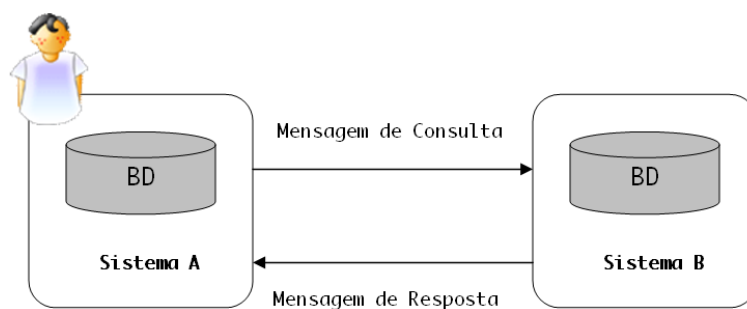 Mensagem de Consulta
BD
BD
Sistema A
Sistema B
Mensagem de Resposta